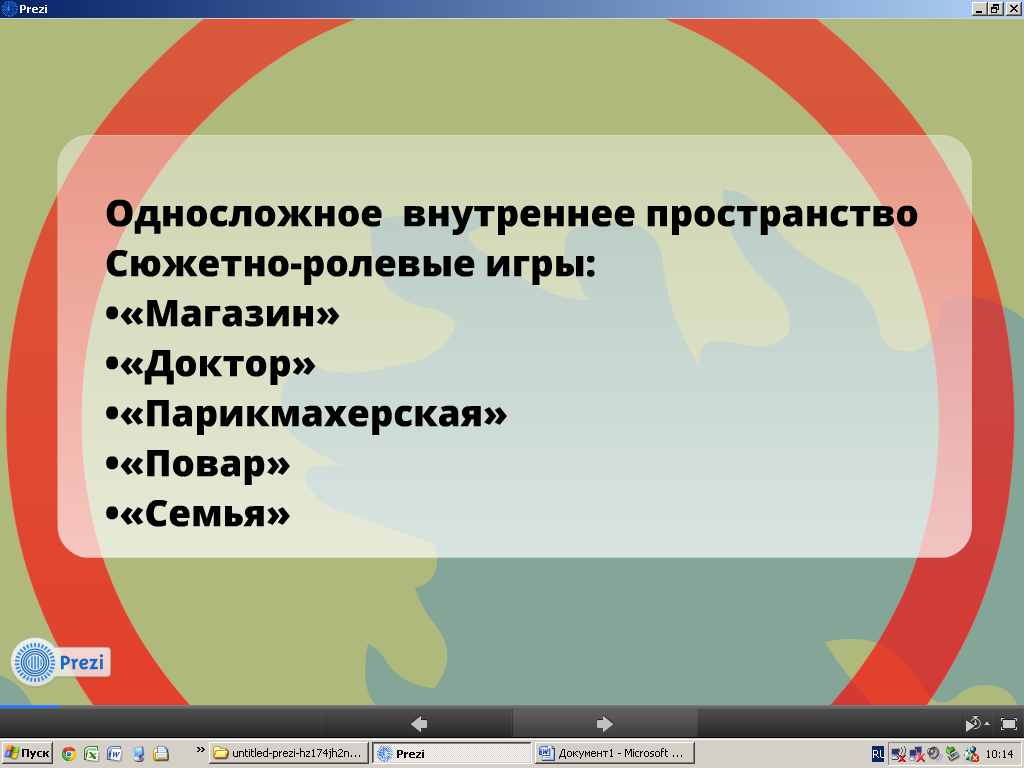 Prezi
Односложное внутреннее пространство
Сюжетно-ролевые игры:
•«Магазин»
•«Доктор»
•«Парикмахерская»
•«Повар»
•«Семья»
Prezi
Пуск
»
untitled-prezi-hz174jh2n...
Prezi
Документ1 - Microsoft ...
RL
10:14